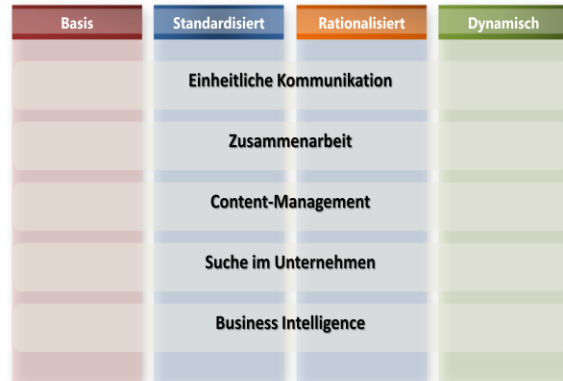 Basis
Standardisiert
Rationalisiert
Dynamisch
Einheitliche Kommunikation
Zusammenarbeit
Content-Management
Suche im Unternehmen
Business Intelligence